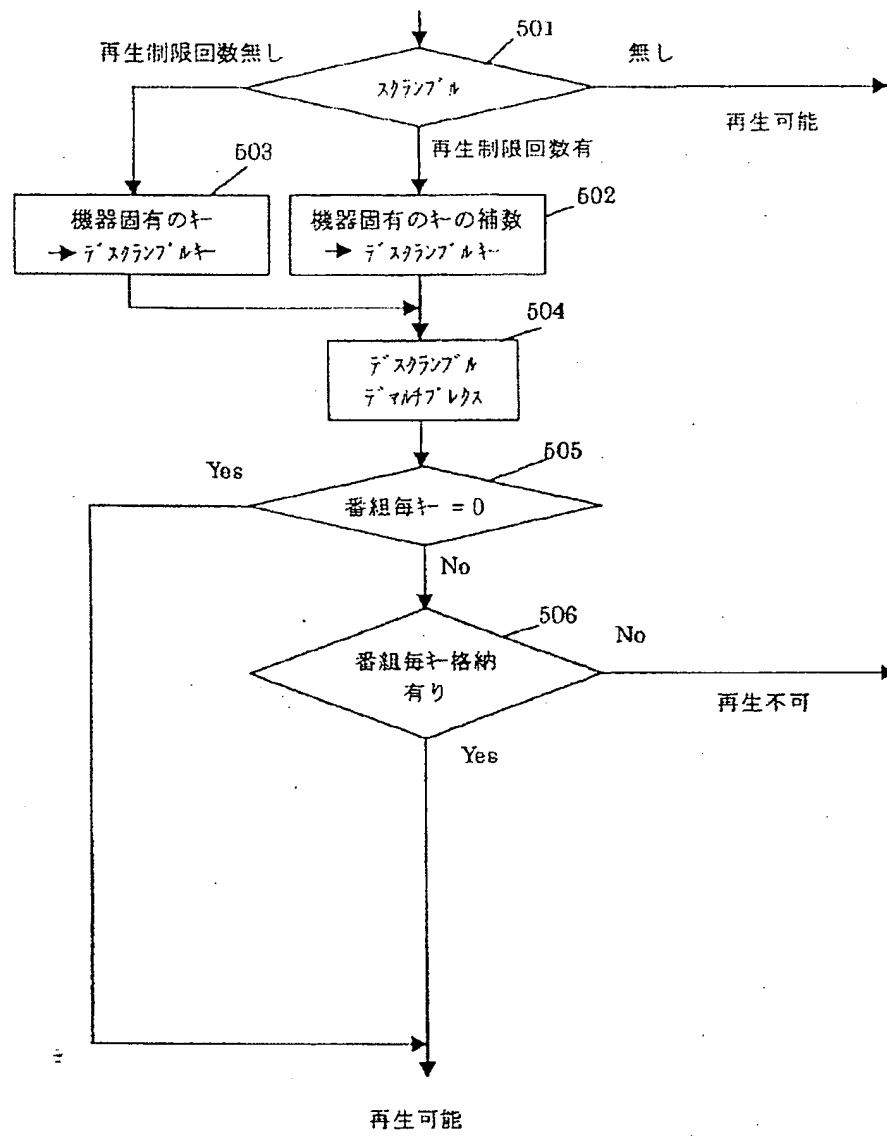 501
再生制限回数無し
無し
スクランブル
再生可能
再生制限回数有
503
502
機器固有のキー
→ デスクランブルキー
機器固有のキーの補数
→ デスクランブルキー
504
デスクランブル
デマルチプレクス
505
Yes
番組毎キー = 0
No
506
No
番組毎キー格納
有り
再生不可
Yes
再生可能